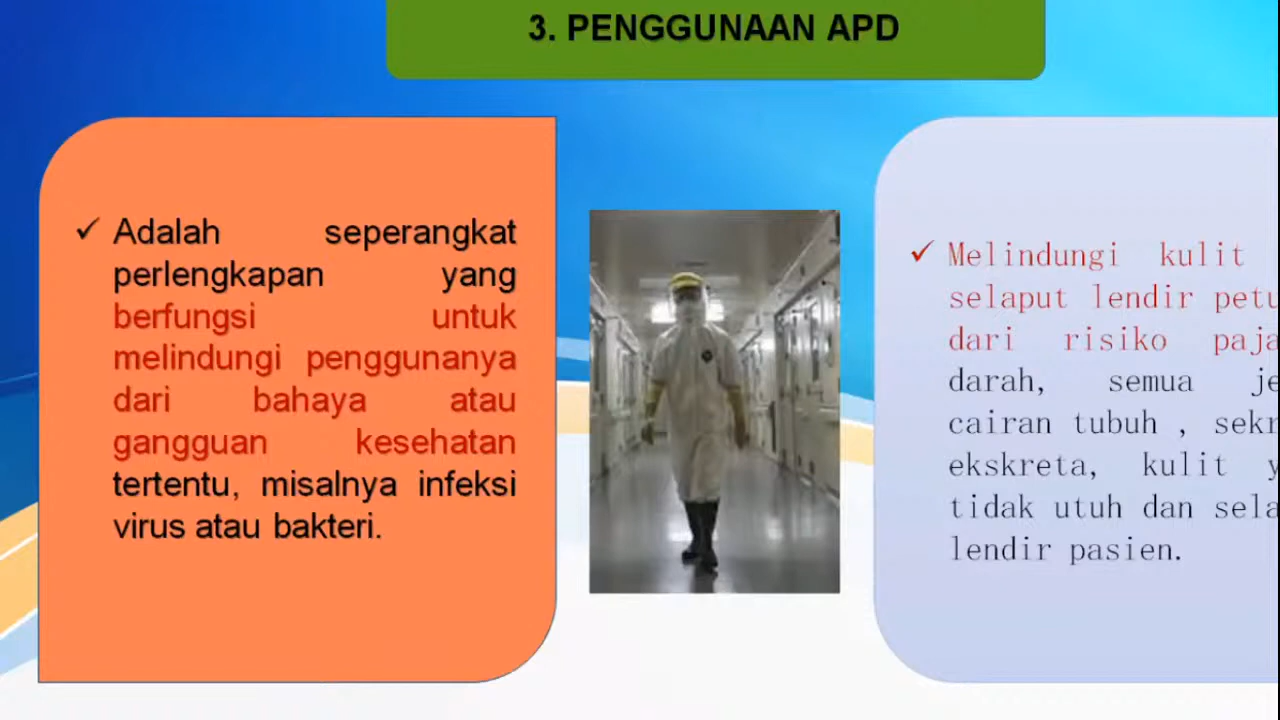 3. PENGGUNAAN APD
✓ Adalah seperangkat
perlengkapan yang
berfungsi untuk
melindungi penggunanya
dari bahaya atau
gangguan kesehatan
tertentu, misalnya infeksi
virus atau bakteri.
✓ Melindungi kulit
selaput lendir
dari risiko
darah, semua
cairan tubuh ,
ekskreta, kulit
tidak utuh dan
lendir pasien.